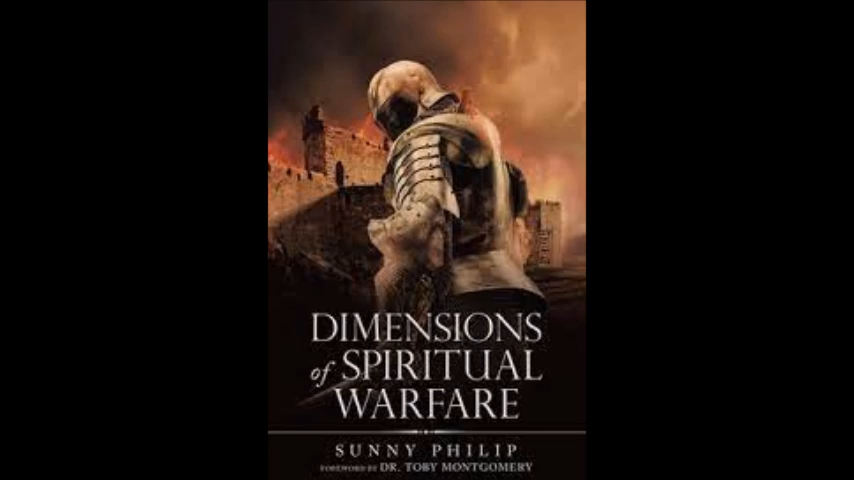 DIMENSIONS
of SPIRITUAL
WARFARE
SUNNY PHILIP
FOREWORD BY DR. TOBY MONTGOMERY